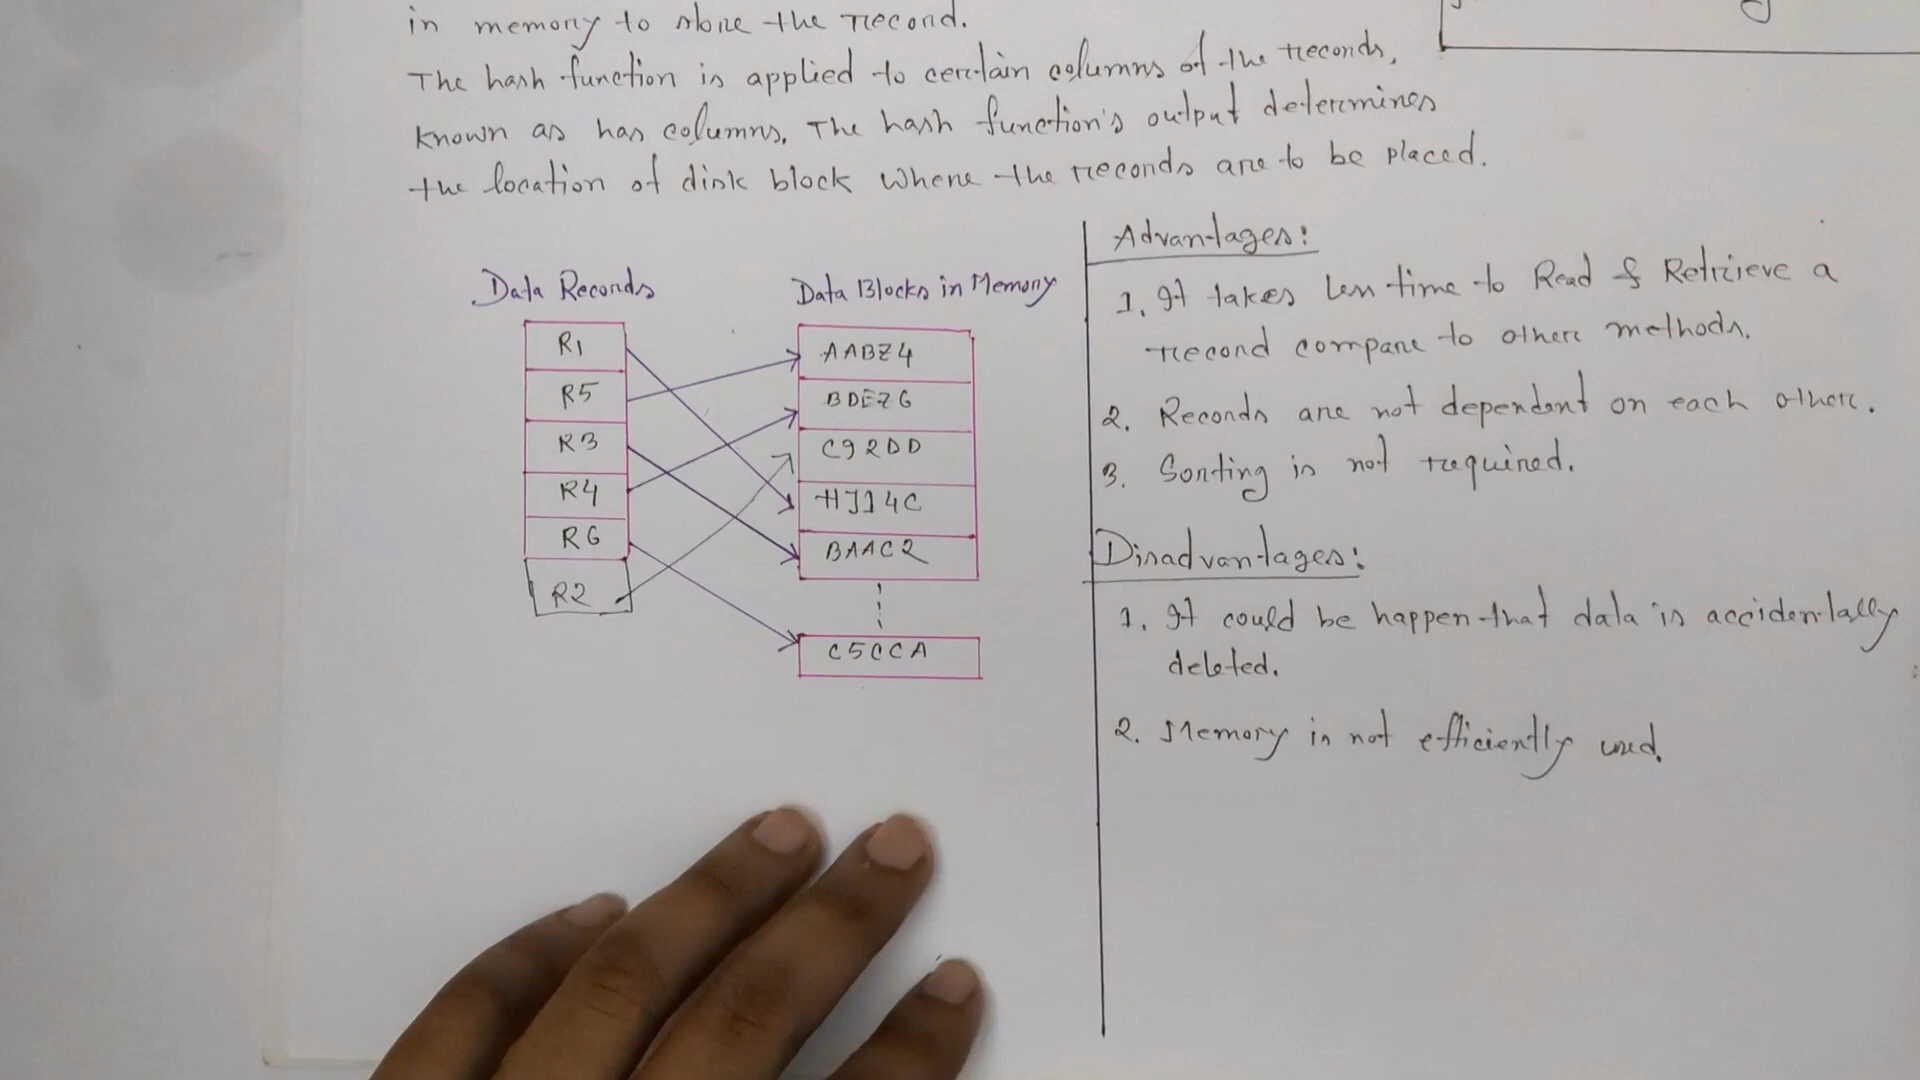 in memory to store the record.
The hash function is applied to certain columns of the records,
known as has columns. The hash function's output determines
the location of disk block where the records are to be placed.
Data Records
Data Blocks in Memory
R1
R5
R3
R4
R6
R2
AABZ4
BDEZ6
C92DD
HJ14C
BAAC2
C5CCA
Advantages:
1. It takes less time to Read & Retrieve a
record compare to other methods.
2. Records are not dependent on each other.
3. Sorting is not required.
Disadvantages:
1. It could be happen that data is accidentally
deleted.
2. Memory is not efficiently used.